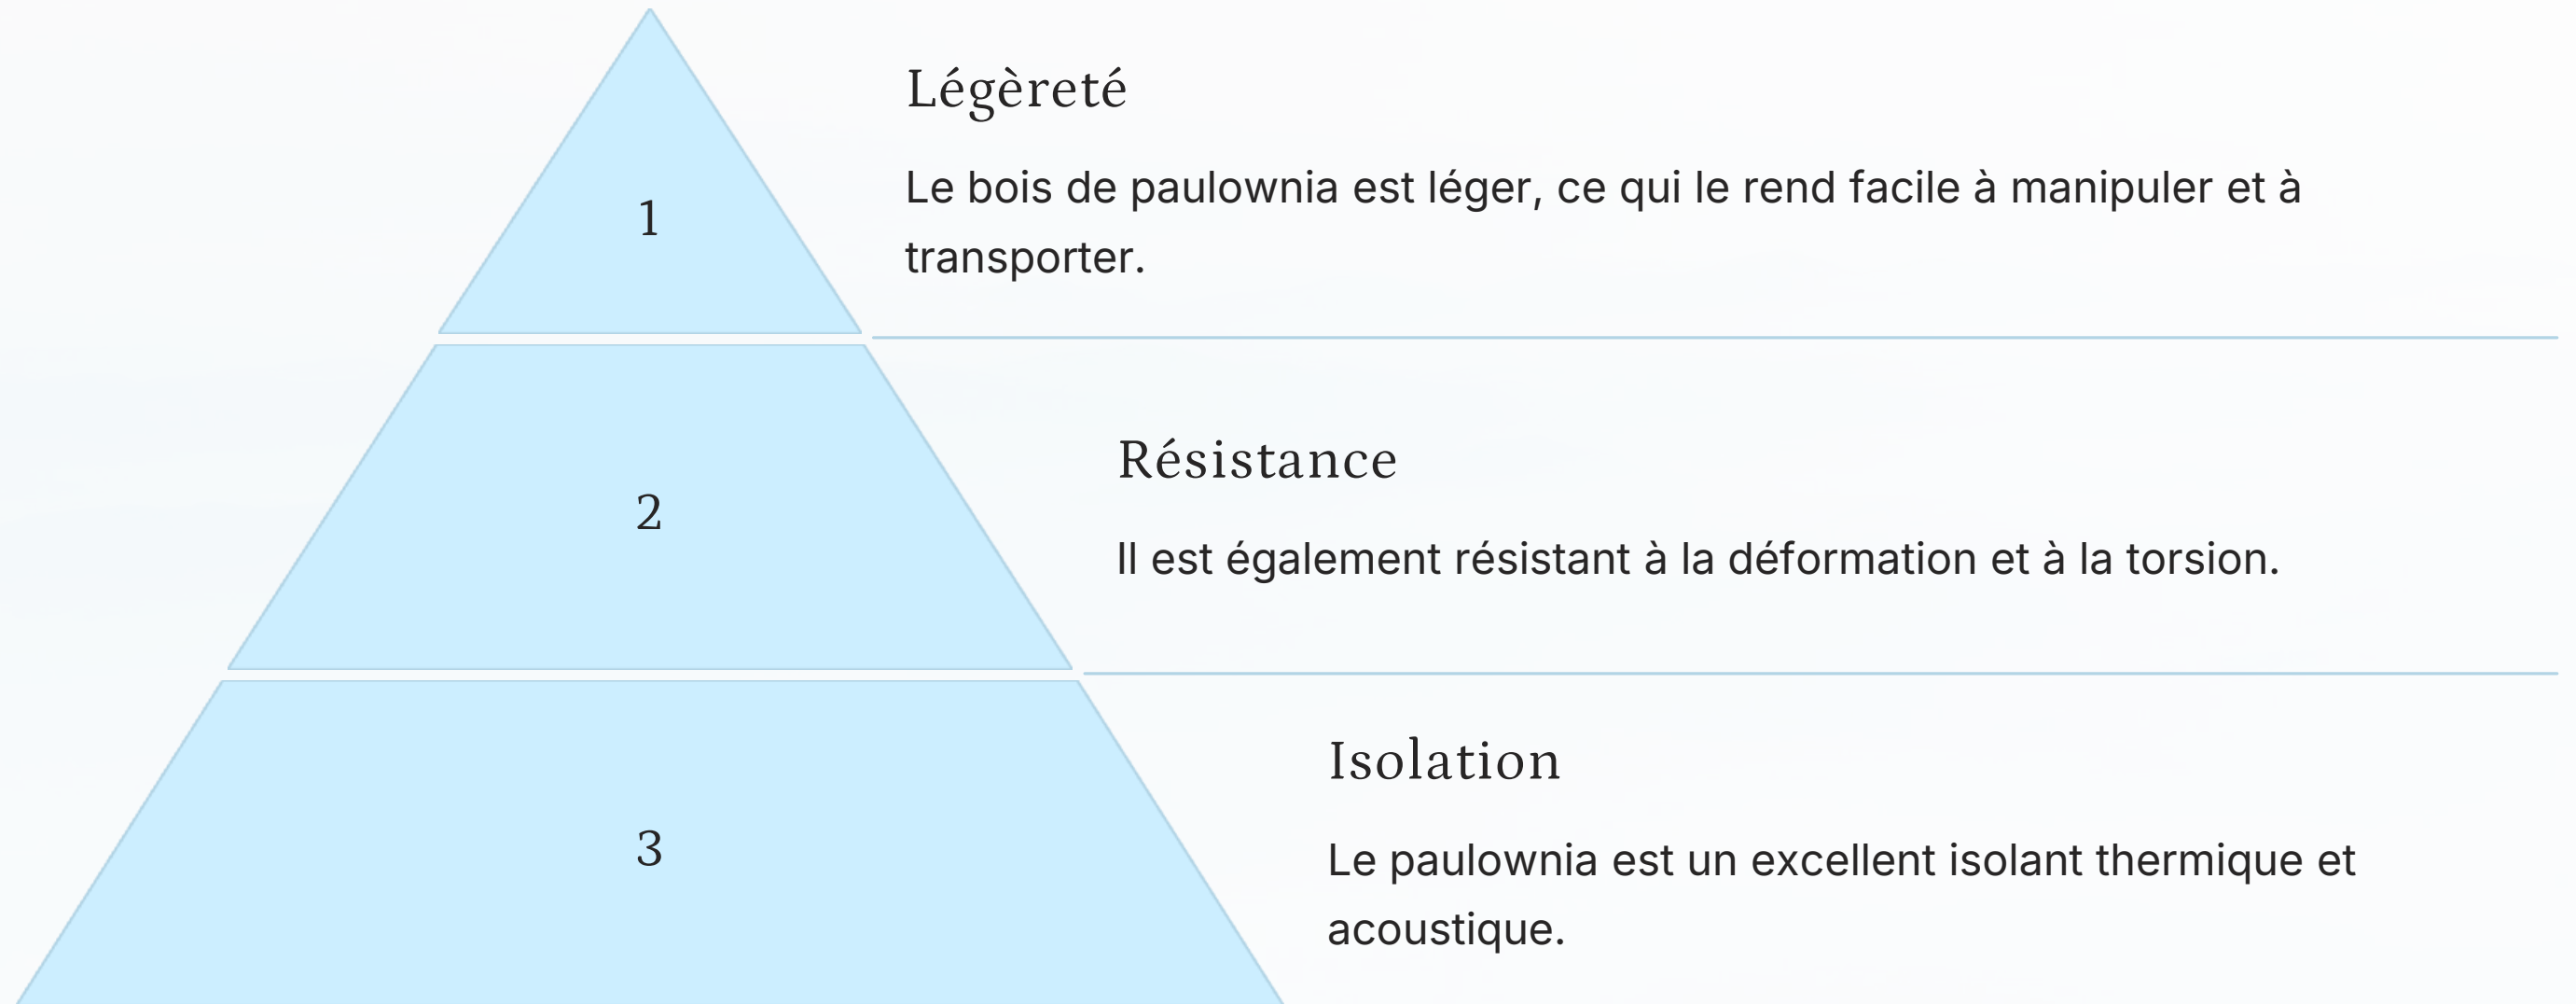 1
Légèreté
Le bois de paulownia est léger, ce qui le rend facile à manipuler et à
transporter.
2
Résistance
Il est également résistant à la déformation et à la torsion.
3
Isolation
Le paulownia est un excellent isolant thermique et
acoustique.